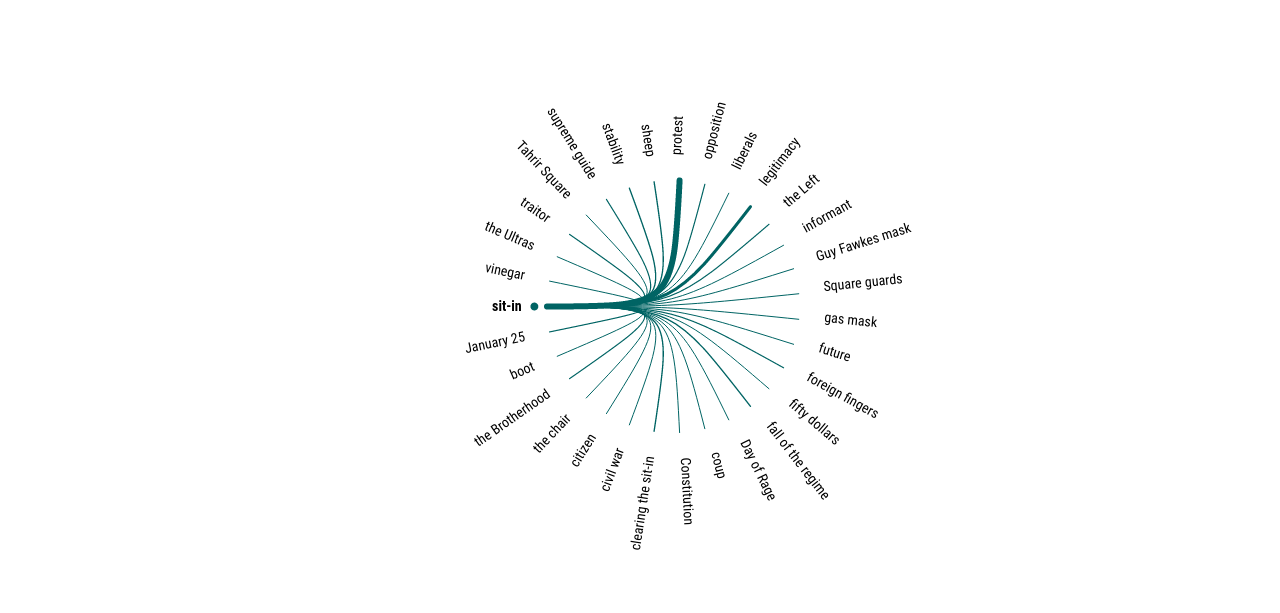 protest
opposition
liberals
legitimacy
the Left
informant
Guy Fawkes mask
Square guards
gas mask
future
foreign fingers
fifty dollars
fall of the regime
Day of Rage
coup
Constitution
clearing the sit-in
civil war
citizen
the chair
the Brotherhood
boot
January 25
sit-in
vinegar
the Ultras
traitor
Tahrir Square
supreme guide
stability
sheep